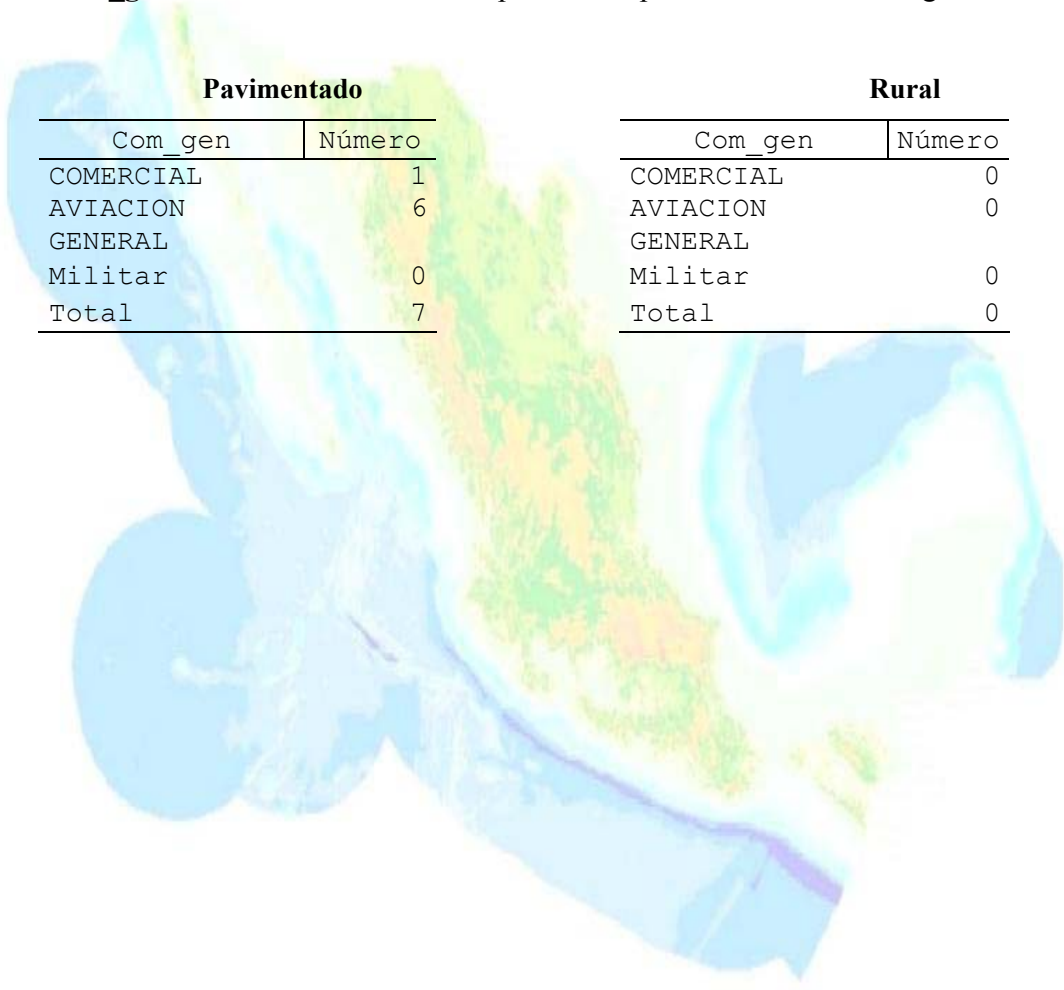 Pavimentado
Com_gen Número
COMERCIAL 1
AVIACION 6
GENERAL
Militar 0
Total 7
Rural
Com_gen Número
COMERCIAL 0
AVIACION 0
GENERAL
Militar 0
Total 0